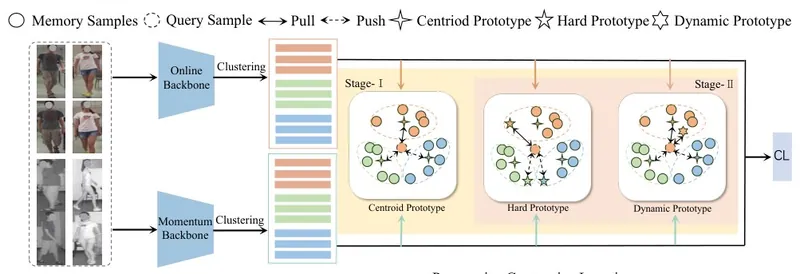 Memory Samples Query Sample Pull Push Centriod Prototype Hard Prototype Dynamic Prototype
Online
Backbone
Clustering
Stage-Ⅰ
Stage-Ⅱ
Centroid Prototype
Hard Prototype
Dynamic Prototype
CL
Momentum
Backbone
Clustering